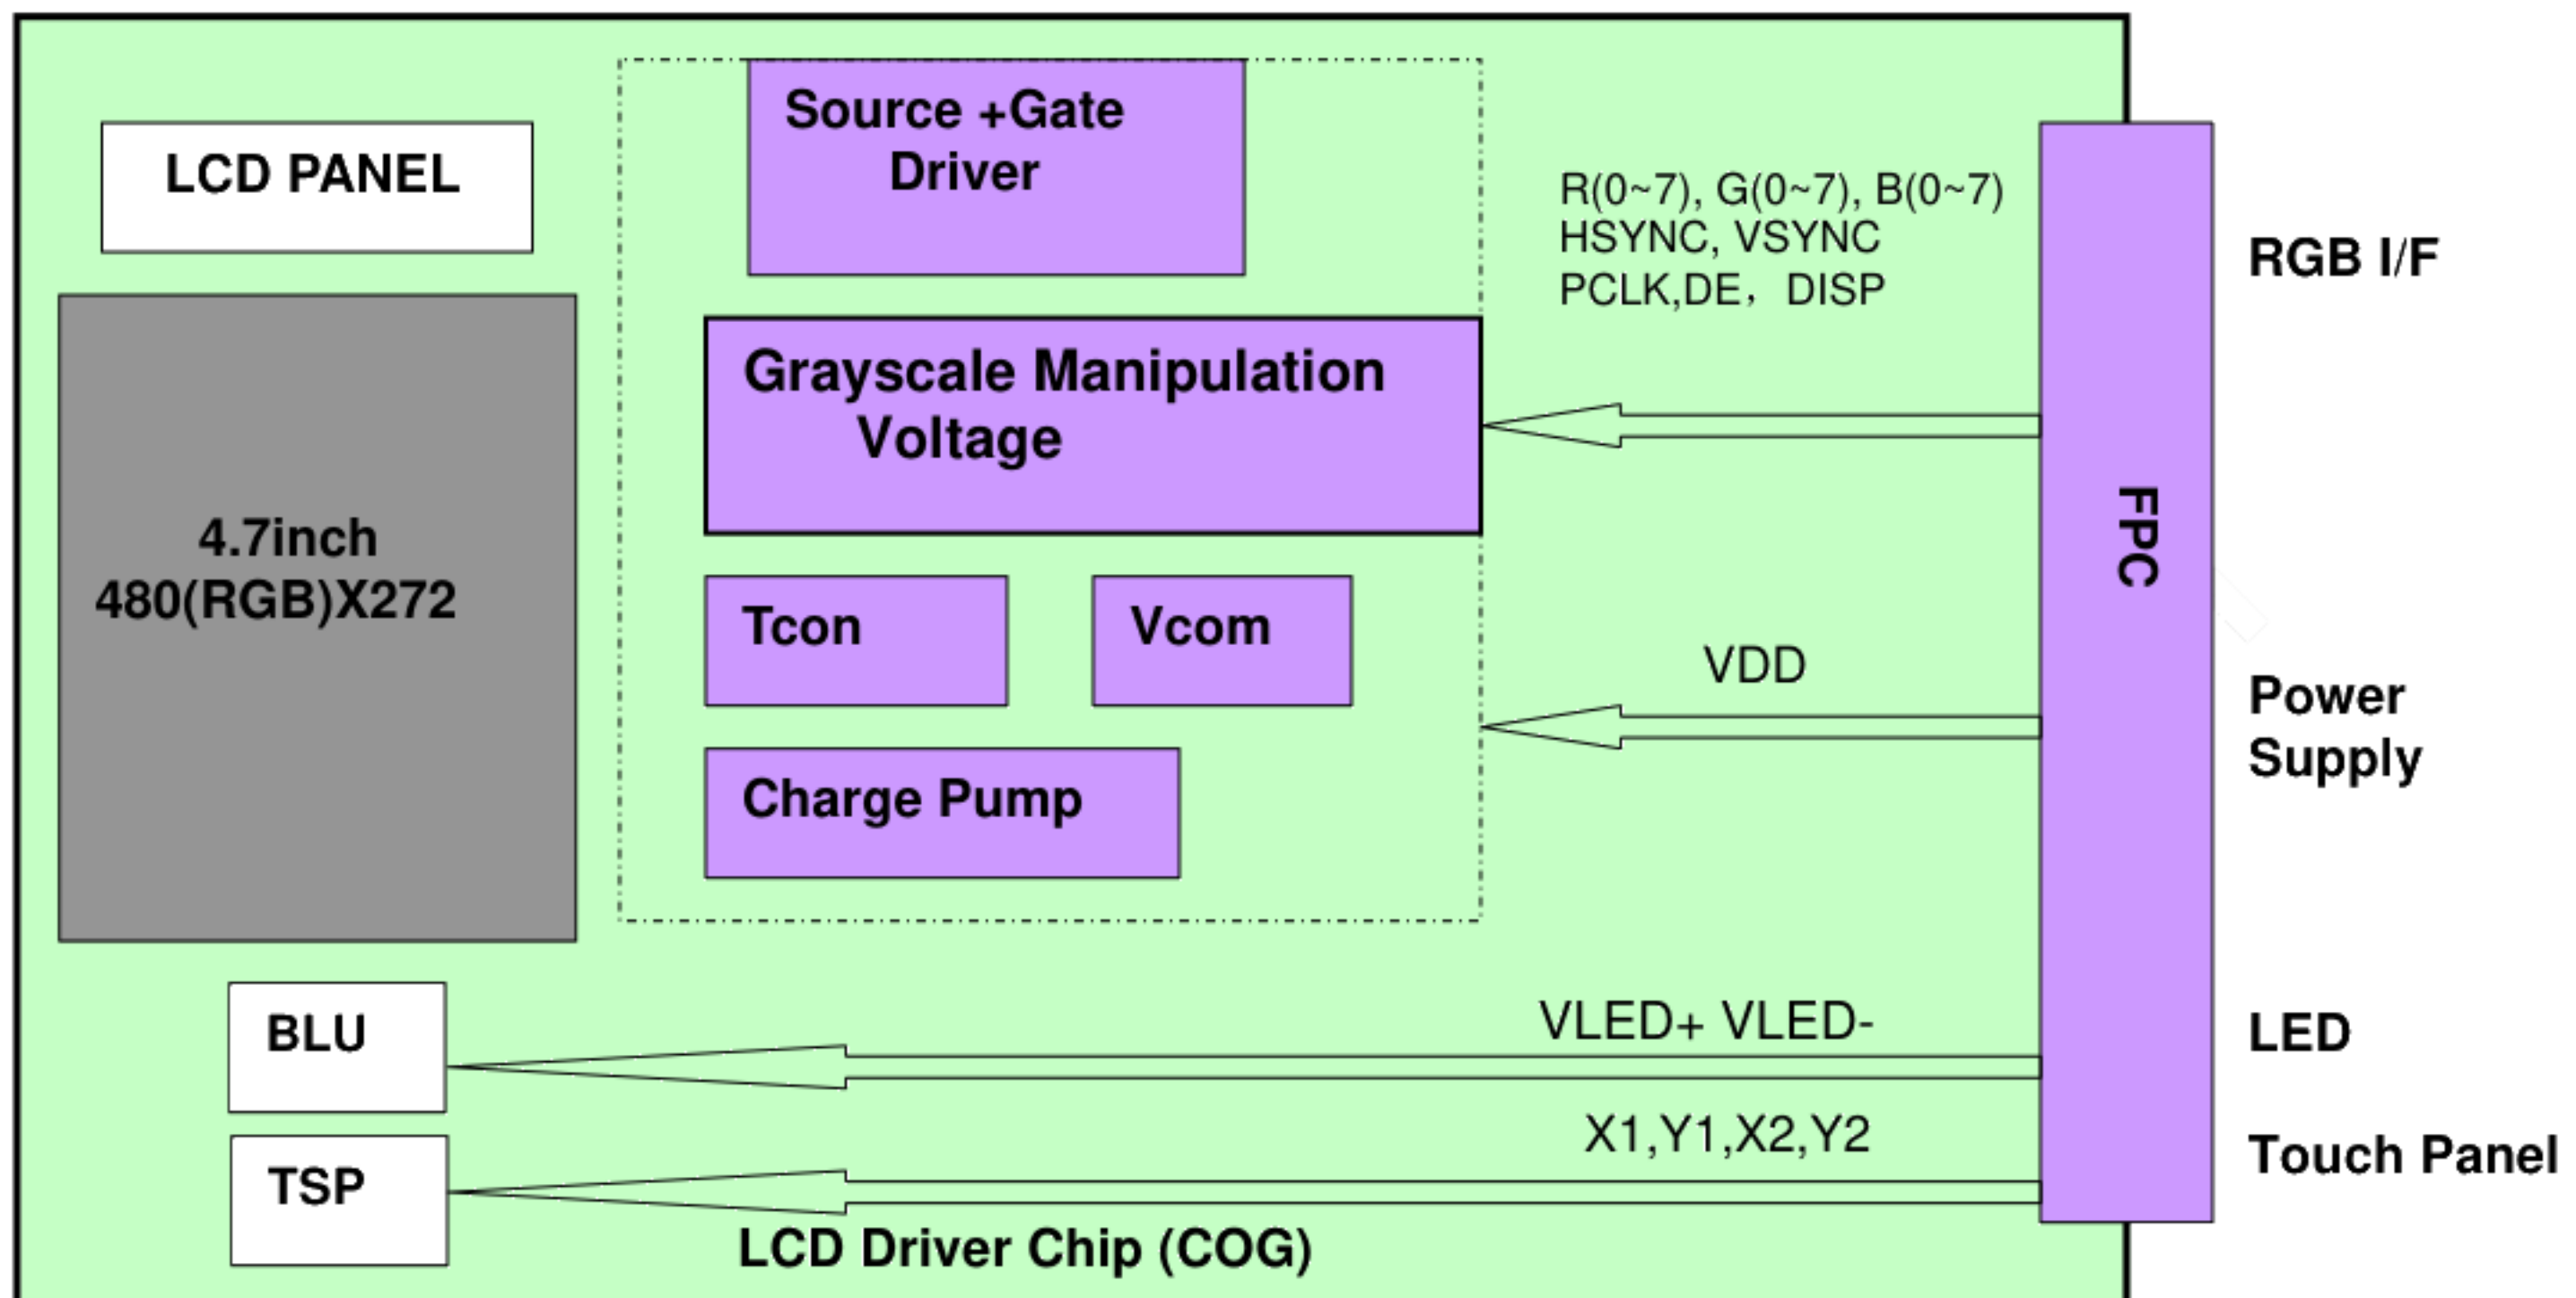 LCD PANEL
4.7inch
480(RGB)X272
Source +Gate
Driver
Grayscale Manipulation
Voltage
Tcon
Vcom
Charge Pump
R(0~7), G(0~7), B(0~7)
HSYNC, VSYNC
PCLK,DE，DISP
VDD
FPC
RGB I/F
Power
Supply
BLU
VLED+ VLED-
LED
TSP
X1,Y1,X2,Y2
Touch Panel
LCD Driver Chip (COG)